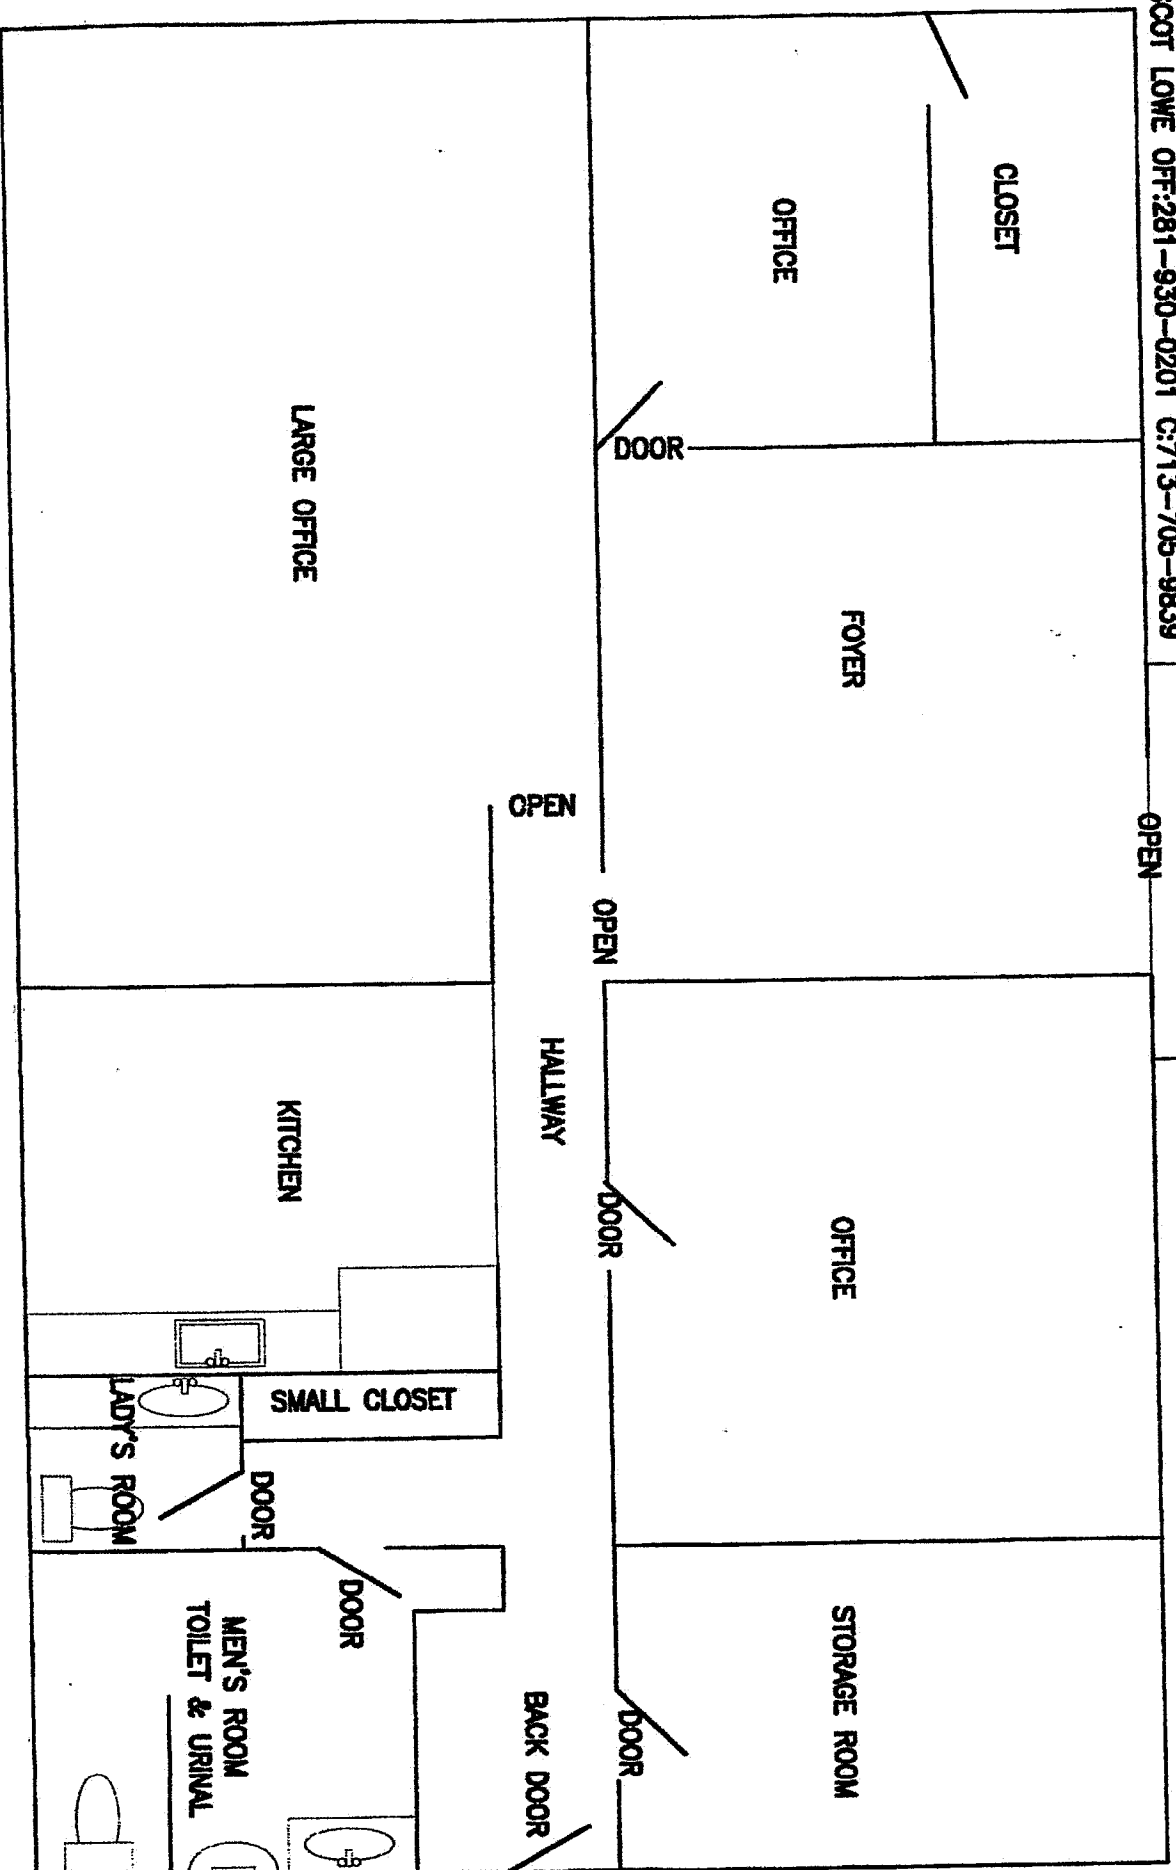 LOWE OFF:281-930-0201 C:713-705-9839
CLOSET
OFFICE
DOOR
LARGE OFFICE
FOYER
OPEN
OPEN
OPEN
HALLWAY
KITCHEN
DOOR
OFFICE
SMALL CLOSET
LADY'S ROOM
DOOR
DOOR
MEN'S ROOM
TOILET & URINAL
BACK DOOR
DOOR
STORAGE ROOM